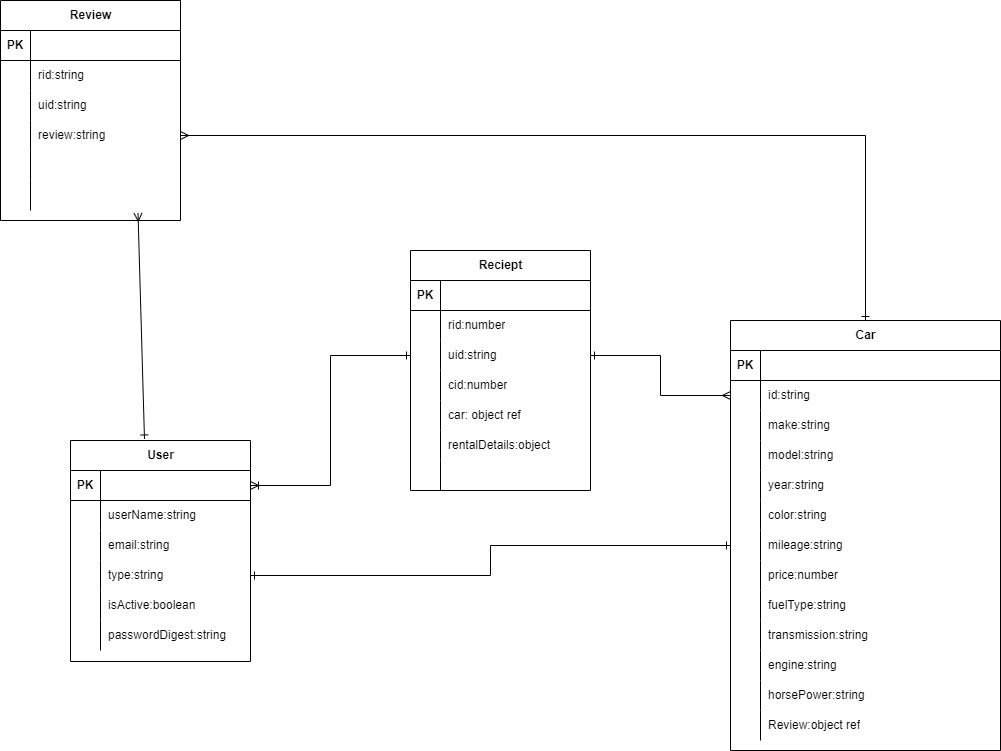 Review
PK
rid:string
uid:string
review:string
Reciept
PK
rid:number
uid:string
cid:number
car: object ref
rentalDetails:object
Car
PK
id:string
make:string
model:string
year:string
color:string
mileage:string
price:number
fuelType:string
transmission:string
engine:string
horsePower:string
Review:object ref
User
PK
userName:string
email:string
type:string
isActive:boolean
passwordDigest:string